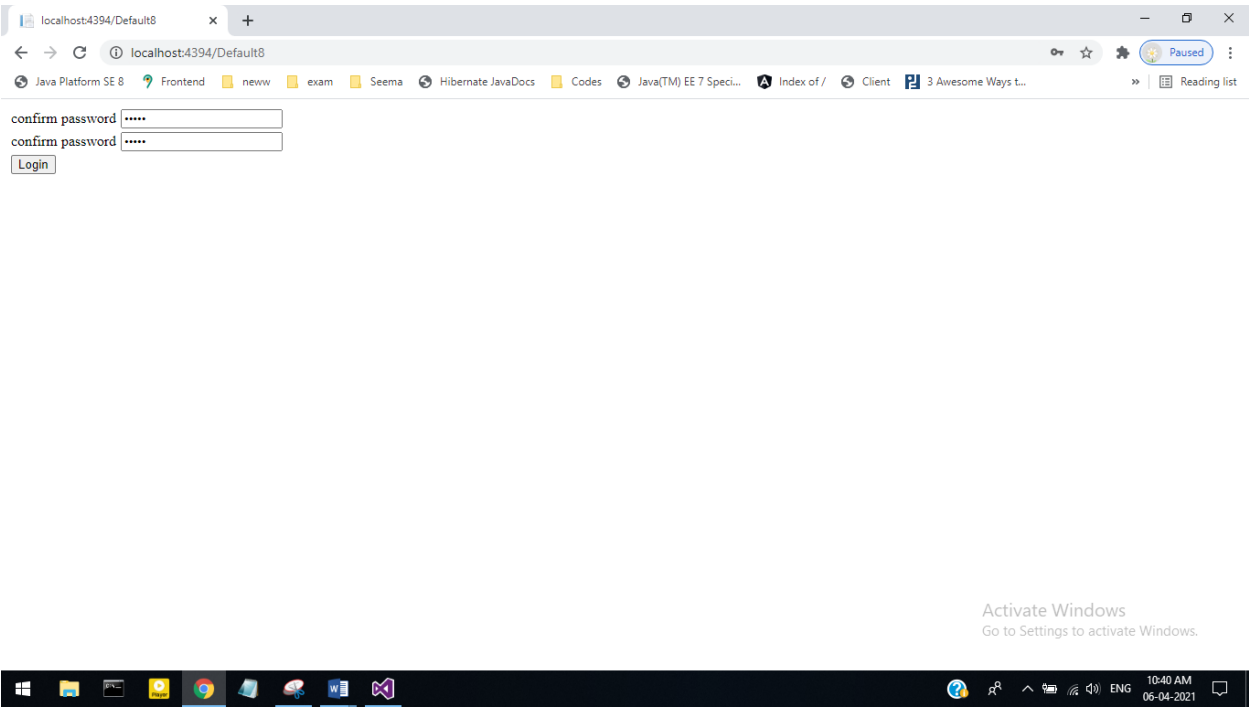 localhost:4394/Default8
localhost:4394/Default8 Paused
Java Platform SE 8 Frontend neww exam Seema Hibernate JavaDocs Codes Java(TM) EE 7 Speci... Index of / Client 3 Awesome Ways t... » Reading list
confirm password •••••
confirm password •••••
Login
Activate Windows
Go to Settings to activate Windows.
ENG 10:40 AM
06-04-2021